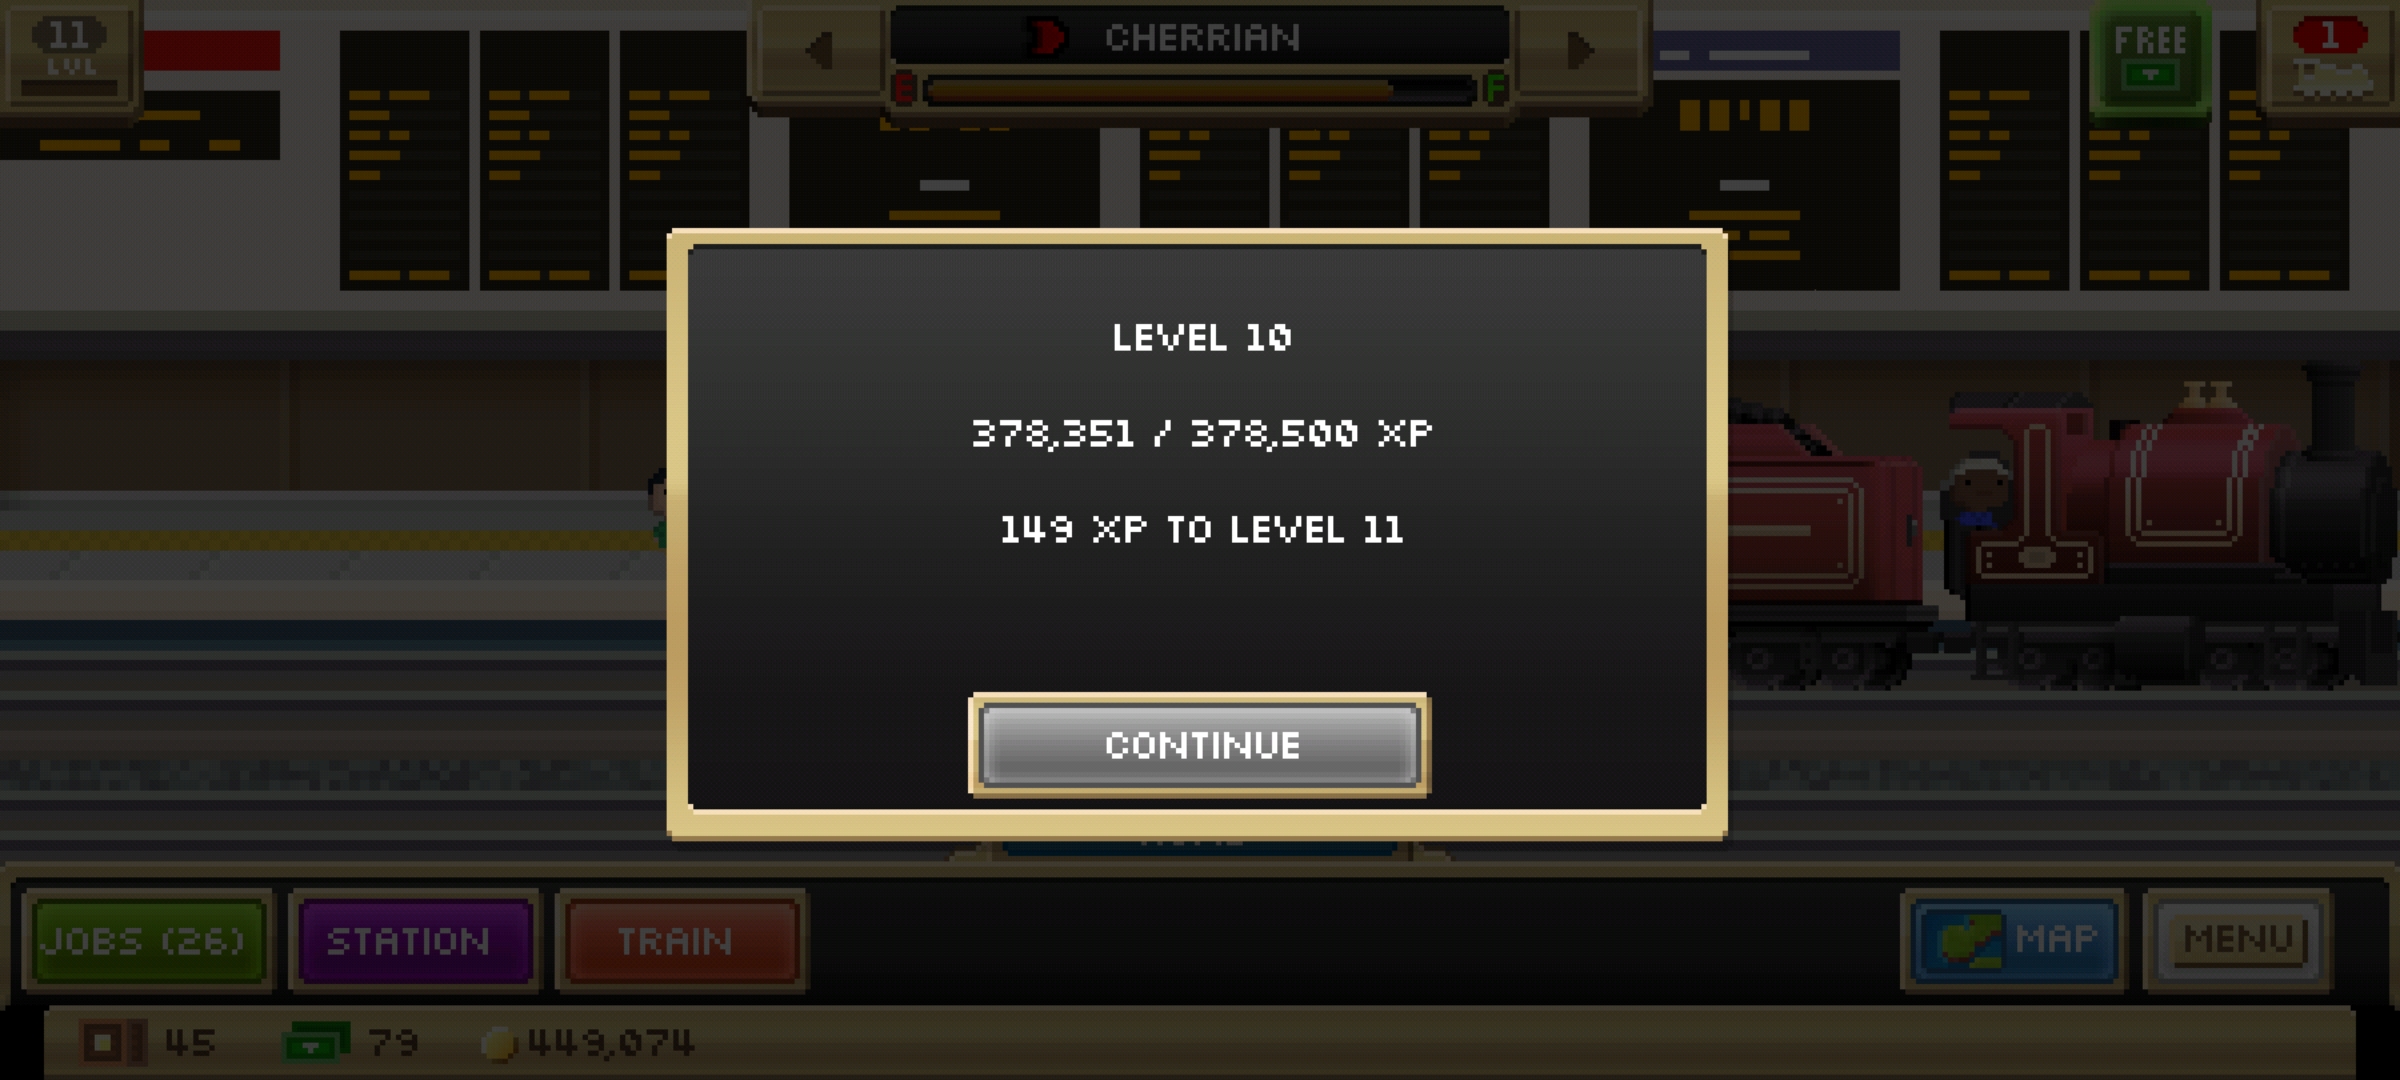 11
LVL
CHERRIAN
E
F
FREE
1
LEVEL 10
378,351 / 378,500 XP
149 XP TO LEVEL 11
CONTINUE
JOBS (26)
STATION
TRAIN
MAP
MENU
45
79
449,074